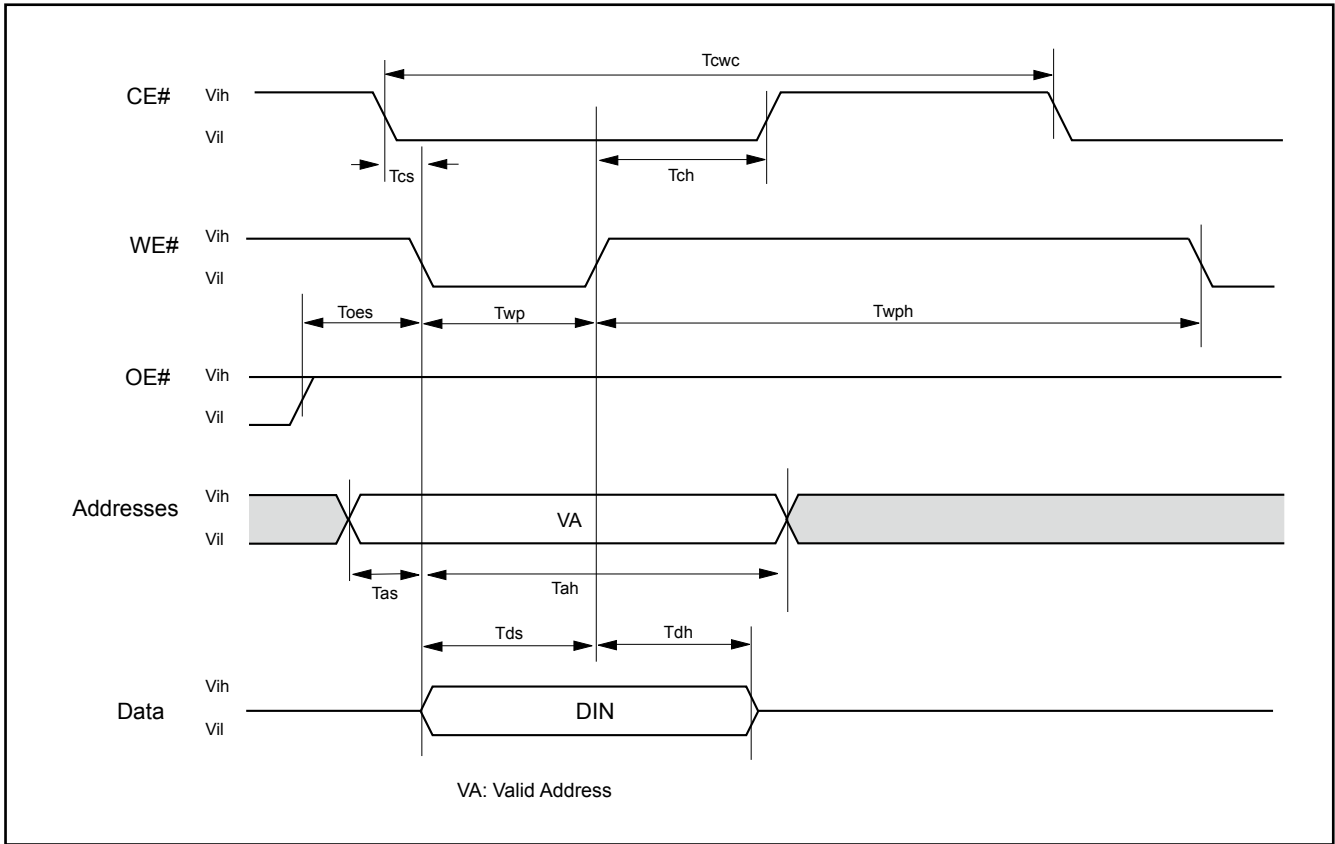 Tcwc
CE# Vih
Vil
Tcs
Tch
WE# Vih
Vil
Toes Twp Twph
OE# Vih
Vil
Addresses Vih
VA
Vil
Tas Tah
Tds Tdh
Vih
Data DIN
Vil
VA: Valid Address